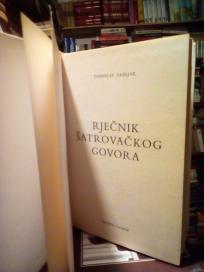 TOMISLAV SABLJAK
RJEČNIK
ŠATROVAČKOG
GOVORA